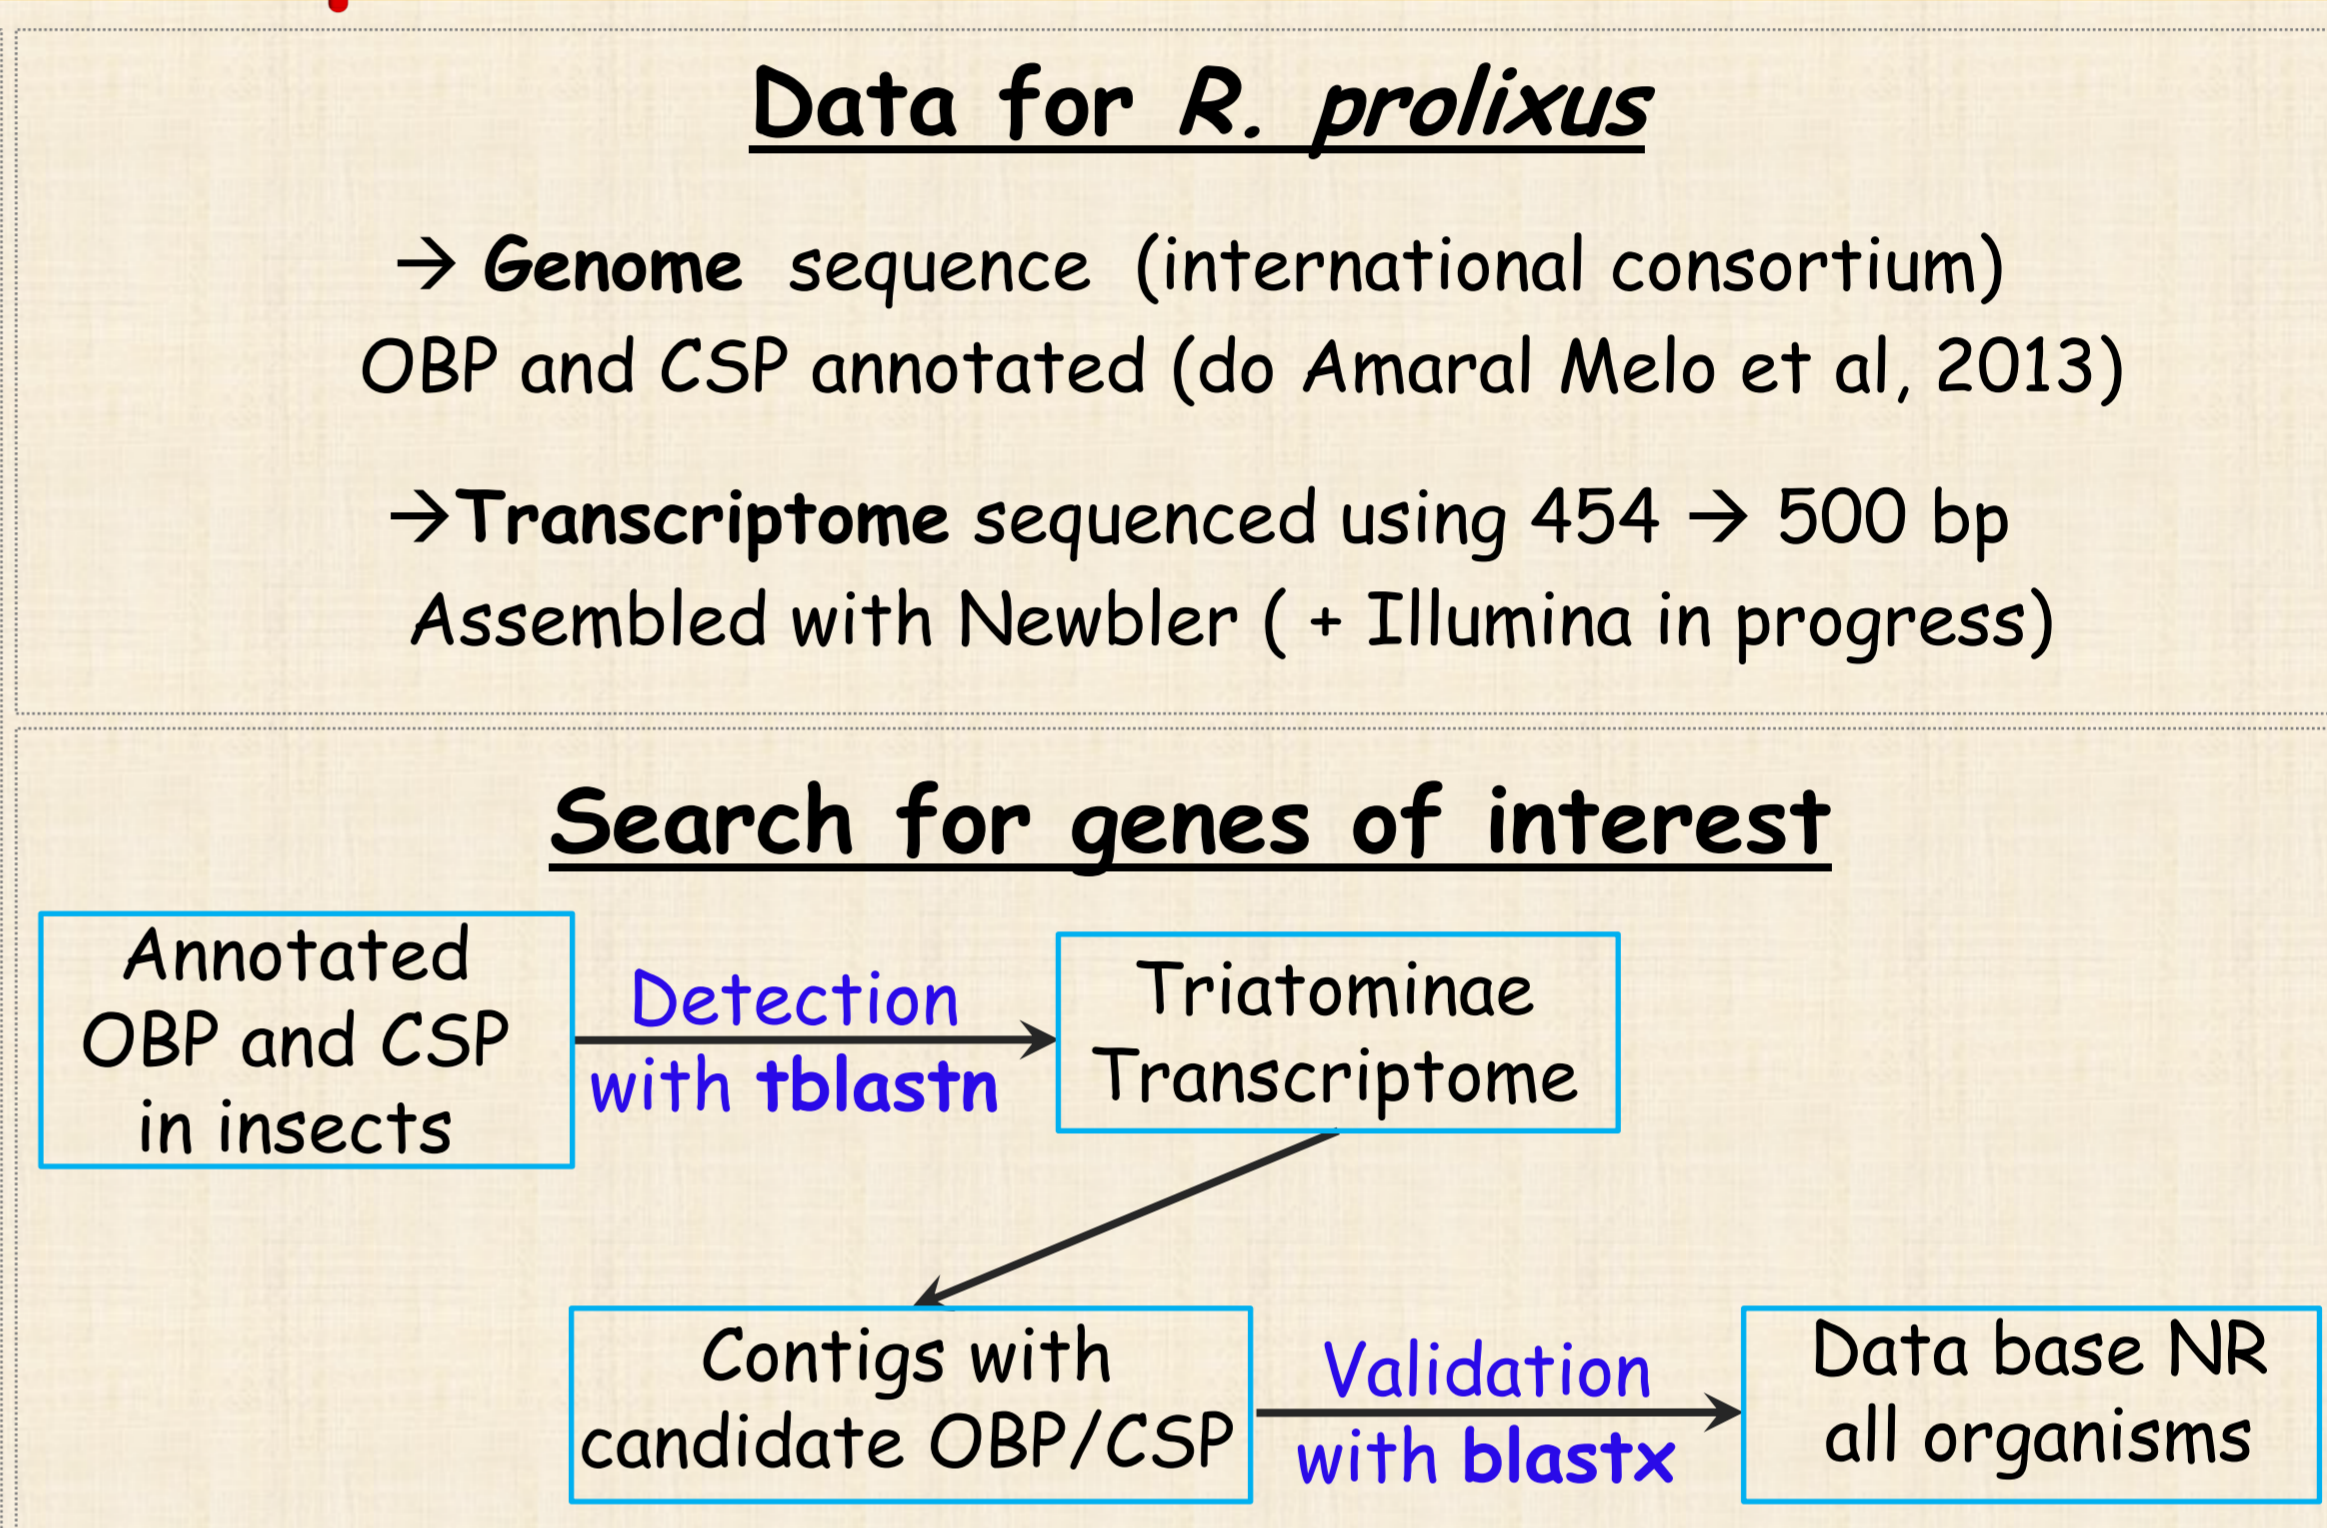 Data for R. prolixus
→ Genome sequence (international consortium)
OBP and CSP annotated (do Amaral Melo et al, 2013)
→Transcriptome sequenced using 454 → 500 bp
Assembled with Newbler ( + Illumina in progress)
Search for genes of interest
Annotated
OBP and CSP
in insects
Detection
with tblastn
Triatominae
Transcriptome
Contigs with
candidate OBP/CSP
Validation
with blastx
Data base NR
all organisms